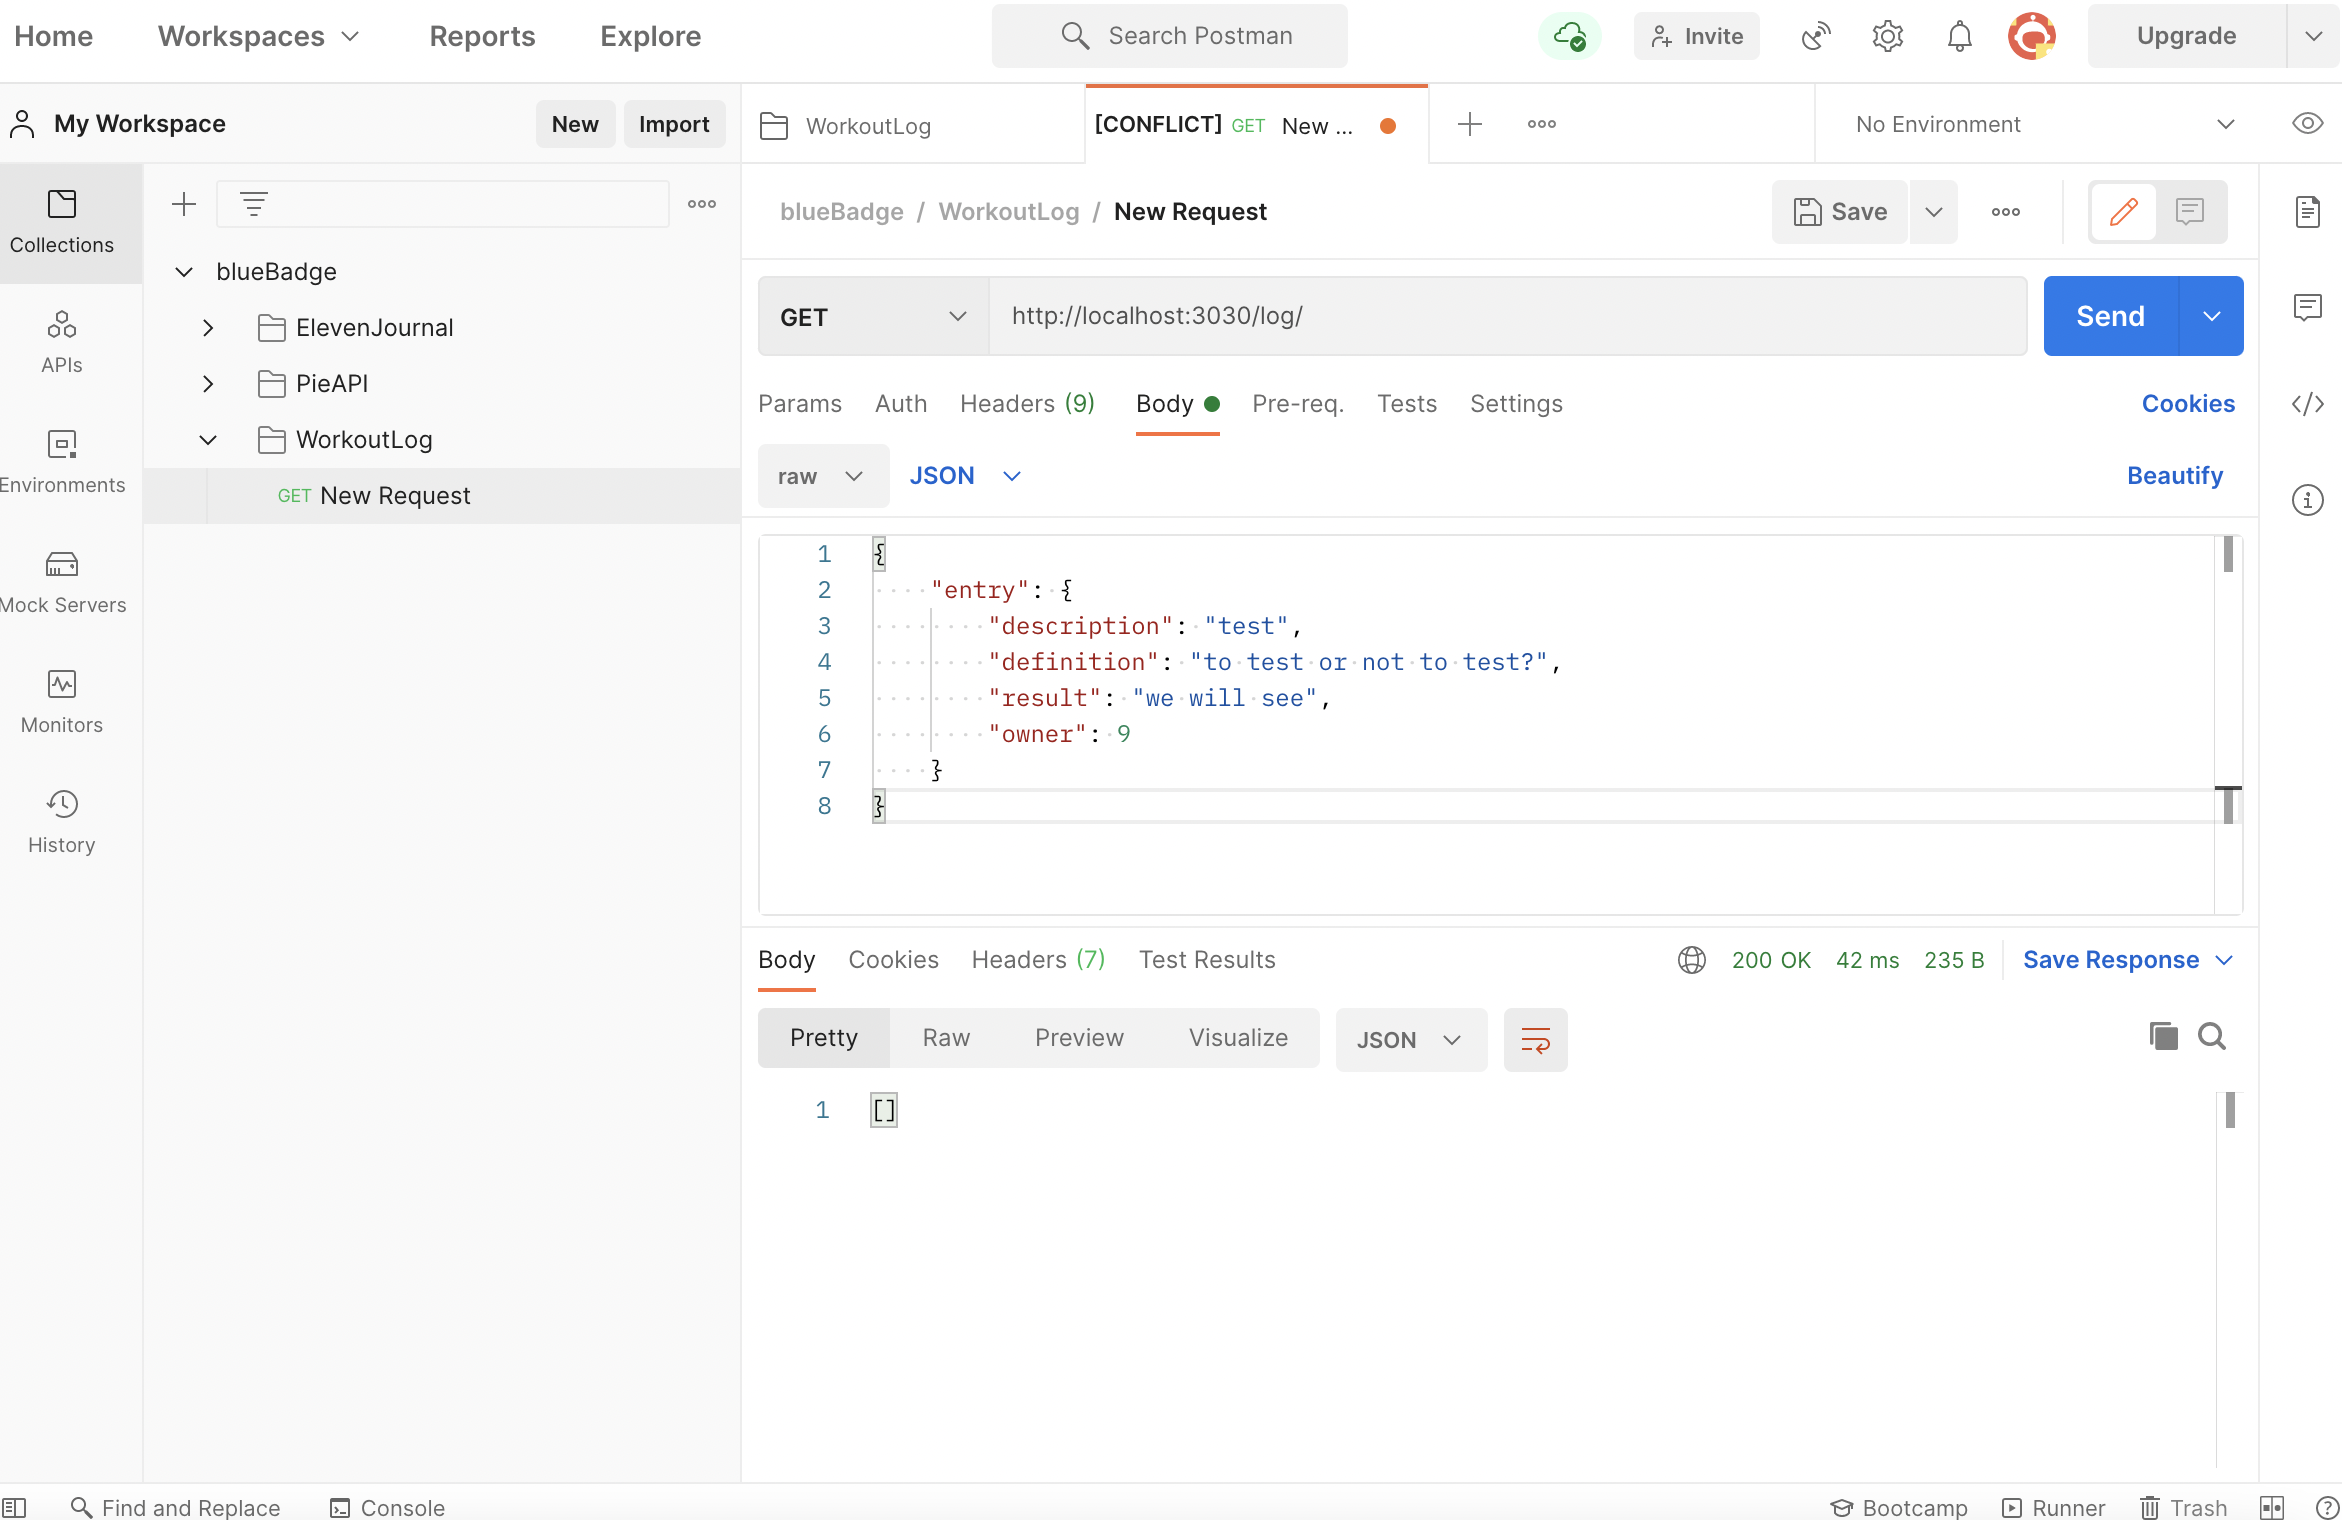 Home Workspaces Reports Explore Search Postman Invite Upgrade
My Workspace New Import WorkoutLog [CONFLICT] GET New ... No Environment
Collections
APIs
Environments
Mock Servers
Monitors
History
blueBadge
ElevenJournal
PieAPI
WorkoutLog
GET New Request
blueBadge / WorkoutLog / New Request Save
GET http://localhost:3030/log/ Send
Params Auth Headers (9) Body Pre-req. Tests Settings Cookies
raw JSON Beautify
1 {
2 "entry": {
3 "description": "test",
4 "definition": "to test or not to test?",
5 "result": "we will see",
6 "owner": 9
7 }
8 }
Body Cookies Headers (7) Test Results 200 OK 42 ms 235 B Save Response
Pretty Raw Preview Visualize JSON
1 []
Find and Replace Console Bootcamp Runner Trash